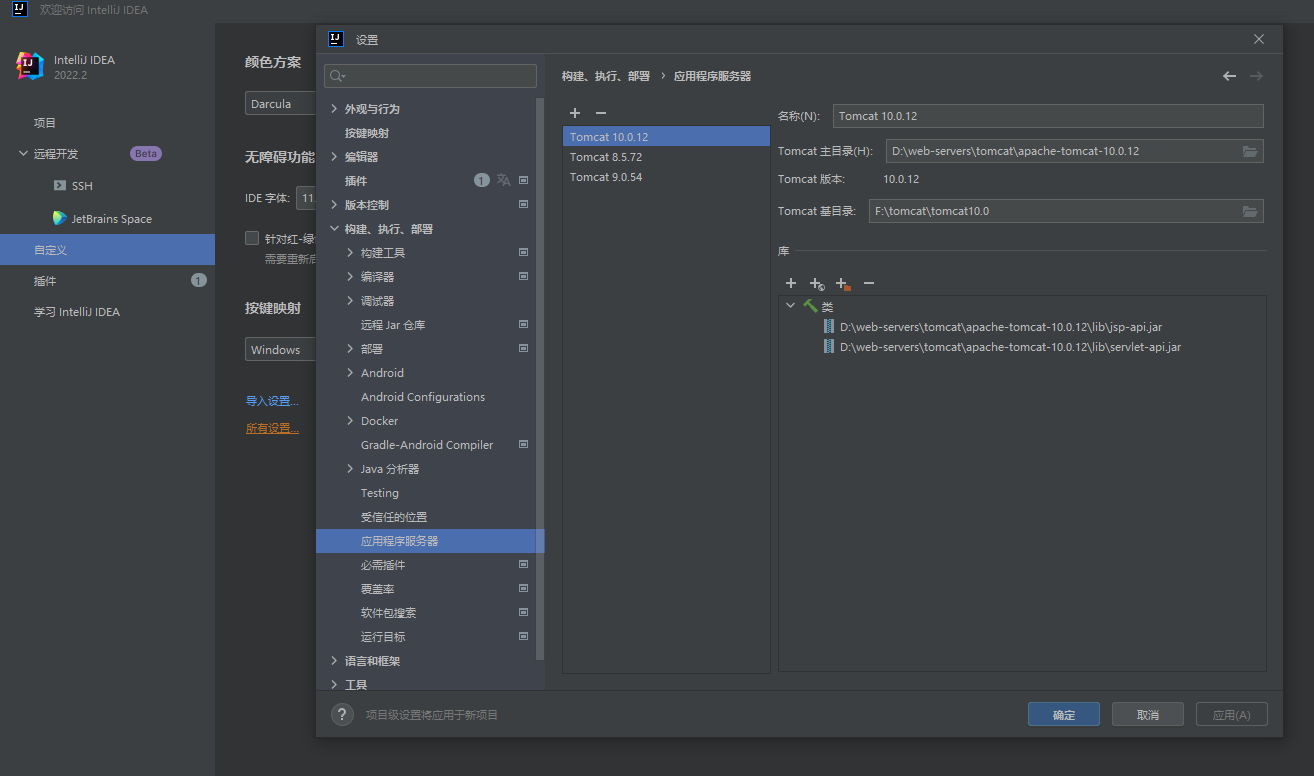 欢迎访问 IntelliJ IDEA
IntelliJ IDEA
2022.2
项目
远程开发 Beta
SSH
JetBrains Space
自定义
插件 1
学习 IntelliJ IDEA
颜色方案
Darcula
无障碍功能
IDE 字体: 11.
针对红-绿
需要重新启
按键映射
Windows
导入设置...
所有设置...
设置
外观与行为
按键映射
编辑器
插件 1
版本控制
构建、执行、部署
构建工具
编译器
调试器
远程 Jar 仓库
部署
Android
Android Configurations
Docker
Gradle-Android Compiler
Java 分析器
Testing
受信任的位置
应用程序服务器
必需插件
覆盖率
软件包搜索
运行目标
语言和框架
工具
构建、执行、部署 › 应用程序服务器
Tomcat 10.0.12
Tomcat 8.5.72
Tomcat 9.0.54
名称(N): Tomcat 10.0.12
Tomcat 主目录(H): D:\web-servers\tomcat\apache-tomcat-10.0.12
Tomcat 版本: 10.0.12
Tomcat 基目录: F:\tomcat\tomcat10.0
库
类
D:\web-servers\tomcat\apache-tomcat-10.0.12\lib\jsp-api.jar
D:\web-servers\tomcat\apache-tomcat-10.0.12\lib\servlet-api.jar
? 项目级设置将应用于新项目
确定 取消 应用(A)